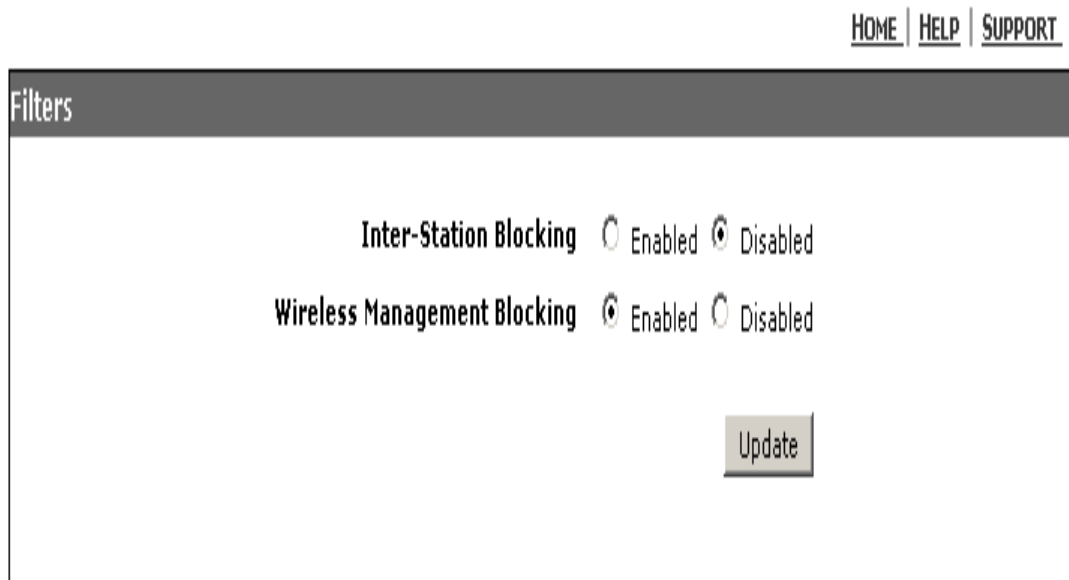 HOME | HELP | SUPPORT
Filters
Inter-Station Blocking Enabled Disabled
Wireless Management Blocking Enabled Disabled
Update